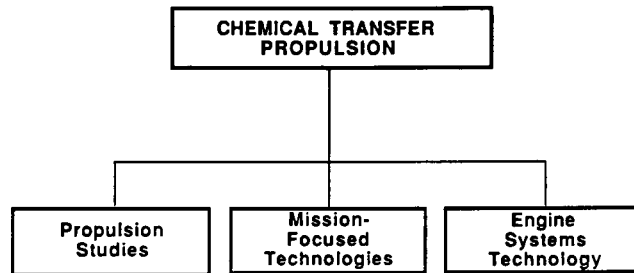 CHEMICAL TRANSFER
PROPULSION
Propulsion
Studies
Mission-
Focused
Technologies
Engine
Systems
Technology